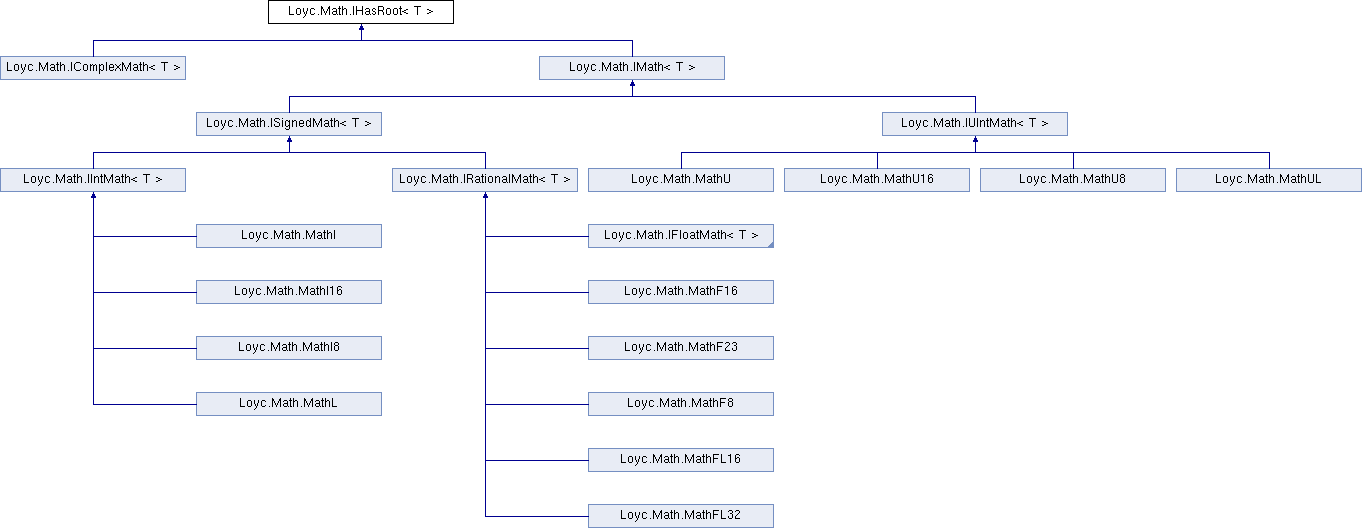 Loyc.Math.IHasRoot< T >
Loyc.Math.IComplexMath< T >
Loyc.Math.IMath< T >
Loyc.Math.ISignedMath< T >
Loyc.Math.IUIntMath< T >
Loyc.Math.IIntMath< T >
Loyc.Math.IRationalMath< T >
Loyc.Math.MathU
Loyc.Math.MathU16
Loyc.Math.MathU8
Loyc.Math.MathUL
Loyc.Math.MathI
Loyc.Math.IFloatMath< T >
Loyc.Math.MathI16
Loyc.Math.MathF16
Loyc.Math.MathI8
Loyc.Math.MathF23
Loyc.Math.MathL
Loyc.Math.MathF8
Loyc.Math.MathFL16
Loyc.Math.MathFL32